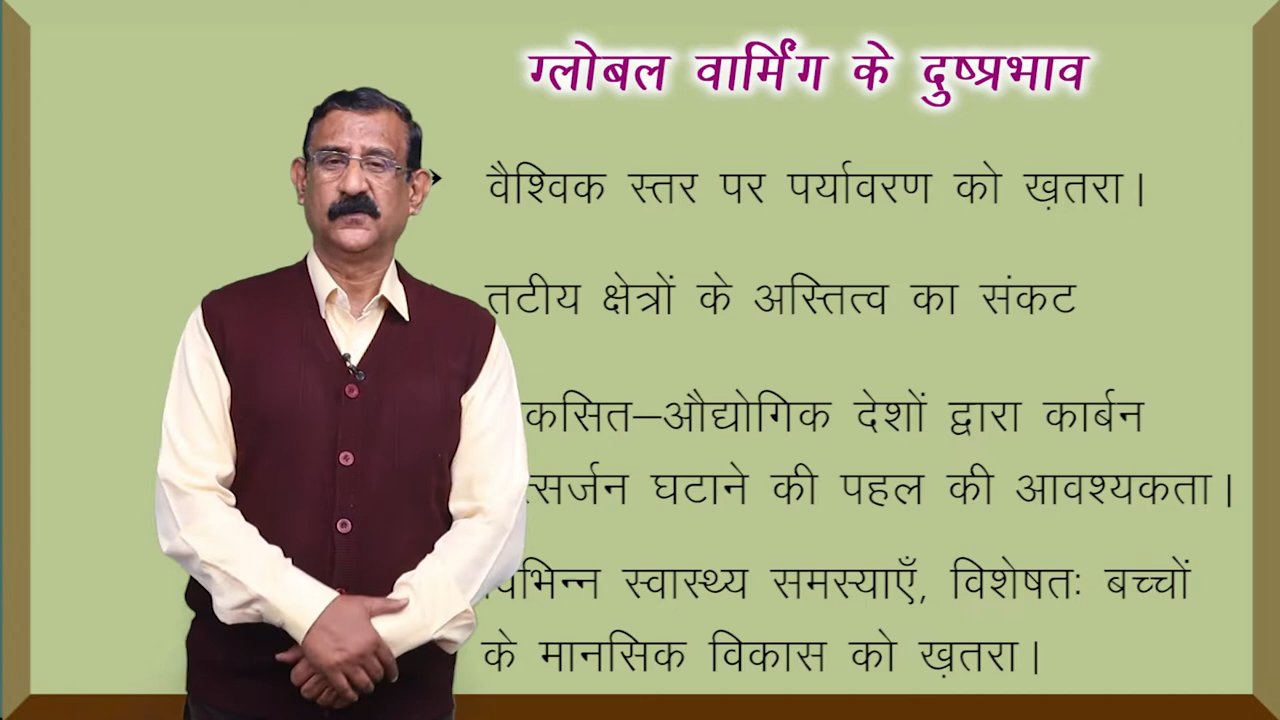 ग्लोबल वार्मिंग के दुष्प्रभाव
वैश्विक स्तर पर पर्यावरण को ख़तरा।
तटीय क्षेत्रों के अस्तित्व का संकट
कसित–औद्योगिक देशों द्वारा कार्बन
त्सर्जन घटाने की पहल की आवश्यकता।
विभिन्न स्वास्थ्य समस्याएँ, विशेषतः बच्चों
के मानसिक विकास को ख़तरा।